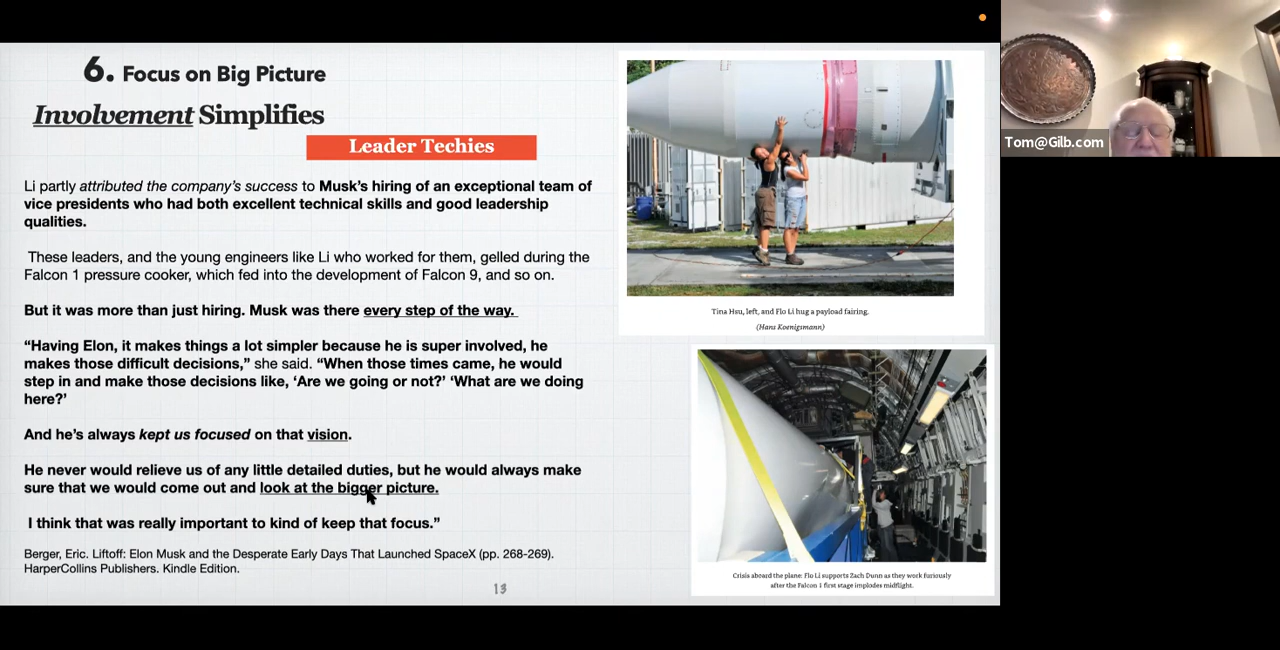 6. Focus on Big Picture
Involvement Simplifies
Leader Techies
Li partly attributed the company's success to Musk's hiring of an exceptional team of
vice presidents who had both excellent technical skills and good leadership
qualities.
These leaders, and the young engineers like Li who worked for them, gelled during the
Falcon 1 pressure cooker, which fed into the development of Falcon 9, and so on.
But it was more than just hiring. Musk was there every step of the way.
“Having Elon, it makes things a lot simpler because he is super involved, he
makes those difficult decisions,” she said. “When those times came, he would
step in and make those decisions like, ‘Are we going or not?’ ‘What are we doing
here?’
And he's always kept us focused on that vision.
He never would relieve us of any little detailed duties, but he would always make
sure that we would come out and look at the bigger picture.
I think that was really important to kind of keep that focus.”
Berger, Eric. Liftoff: Elon Musk and the Desperate Early Days That Launched SpaceX (pp. 268-269).
HarperCollins Publishers. Kindle Edition.
13
Tina Hsu, left, and Flo Li hug a payload fairing.
(Hans Koenigsmann)
Crisis aboard the plane: Flo Li supports Zach Dunn as they work furiously
after the Falcon 1 first stage implodes midflight.
Tom@Gilb.com